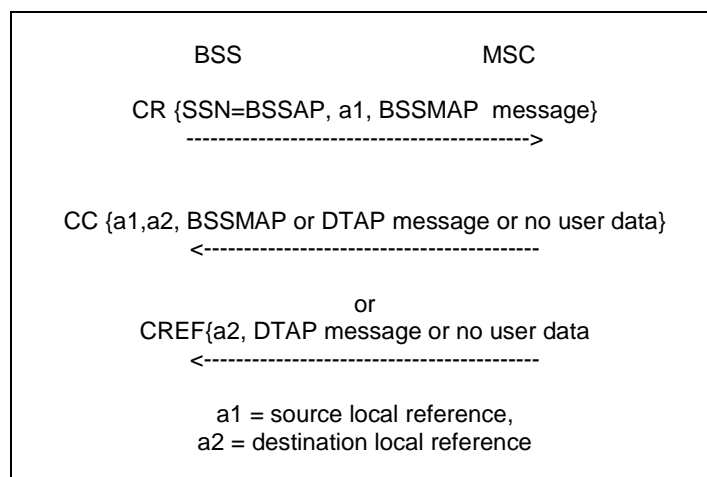 BSS MSC
CR {SSN=BSSAP, a1, BSSMAP message}
------------------------------------------->
CC {a1,a2, BSSMAP or DTAP message or no user data}
<------------------------------------------
or
CREF{a2, DTAP message or no user data
<------------------------------------------
a1 = source local reference,
a2 = destination local reference